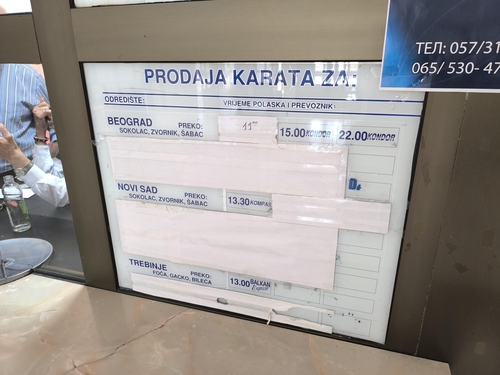 ТЕЛ: 057/31
065/ 530- 47
PRODAJA KARATA ZA:
ODREDIŠTE: VRIJEME POLASKA I PREVOZNIK:
BEOGRAD PREKO: 11⁰⁰ 15.00 KONDOR 22.00 KONDOR
SOKOLAC, ZVORNIK, ŠABAC
NOVI SAD PREKO: 13.30 KOMPAS
SOKOLAC, ZVORNIK, ŠABAC
TREBINJE PREKO: 13.00 BALKAN
FOČA, GACKO, BILEĆA Express